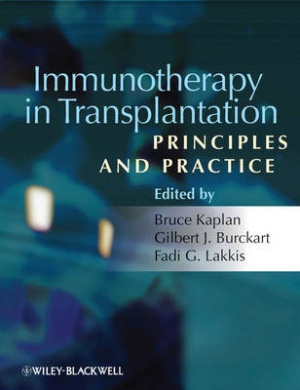 Immunotherapy
in Transplantation
PRINCIPLES
AND PRACTICE
Edited by
Bruce Kaplan
Gilbert J. Burckart
Fadi G. Lakkis
WILEY-BLACKWELL